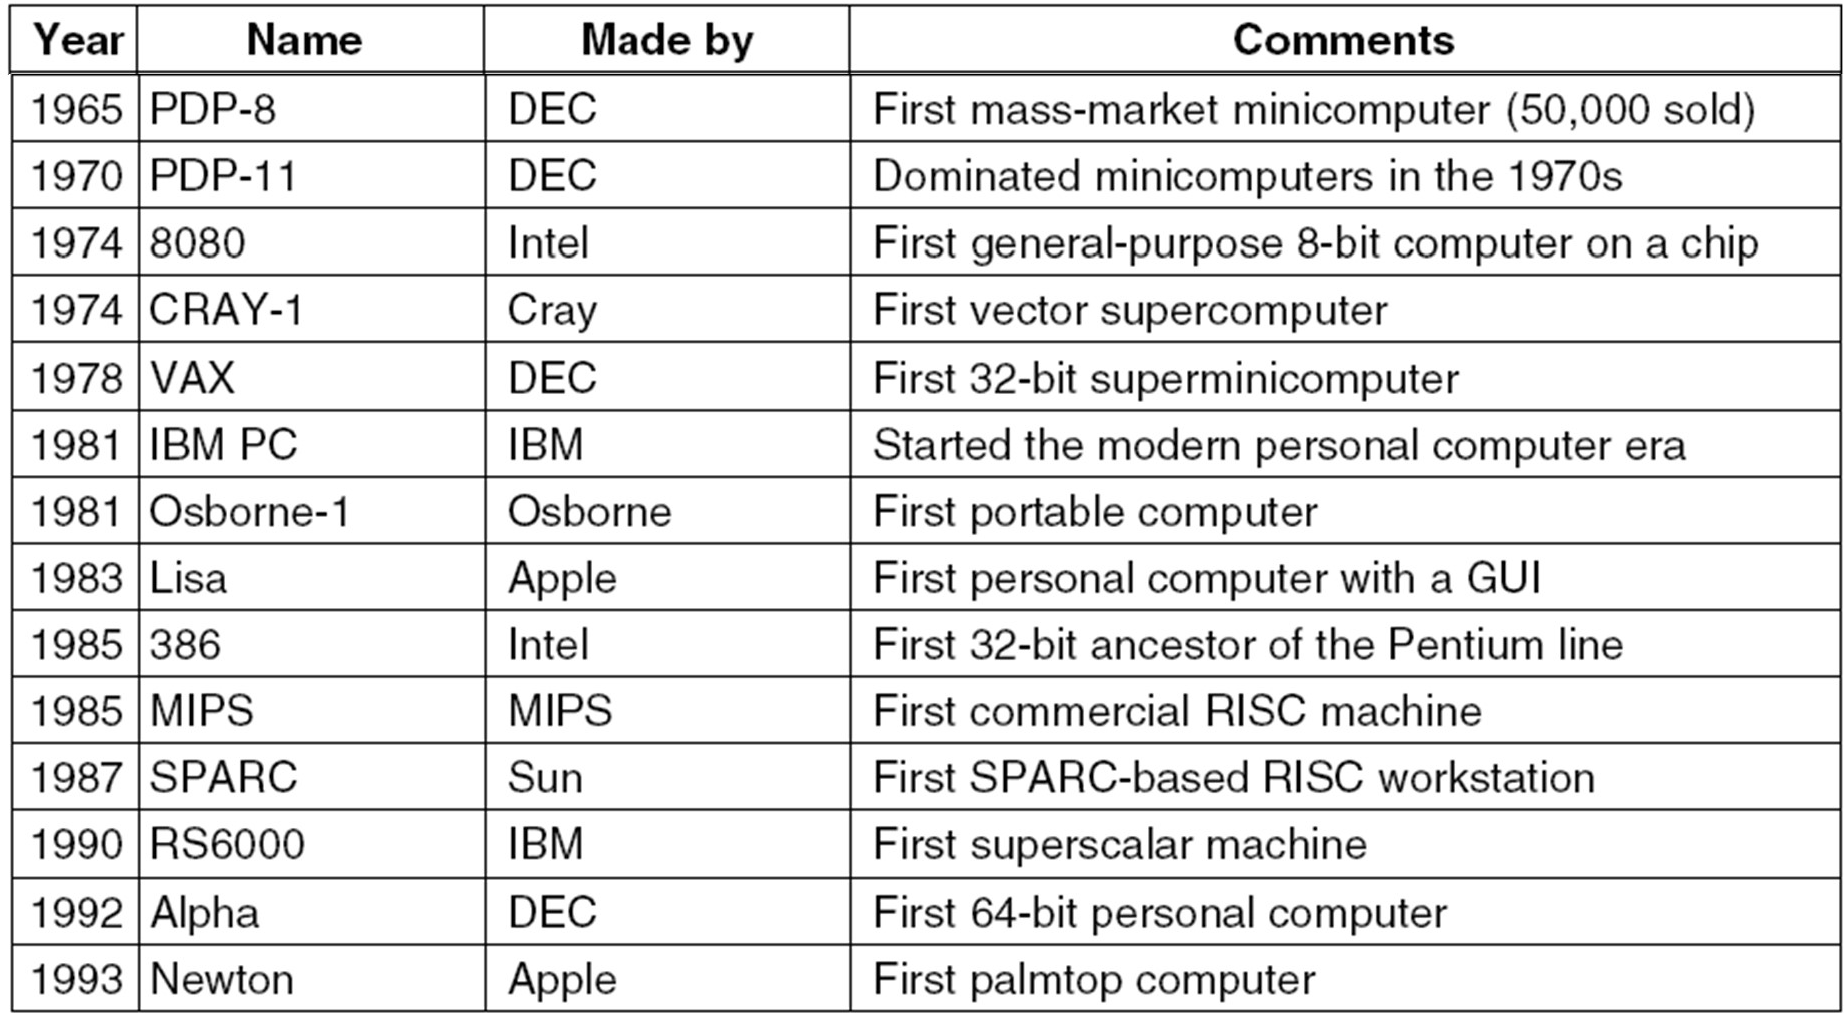 Year Name Made by Comments
1965 PDP-8 DEC First mass-market minicomputer (50,000 sold)
1970 PDP-11 DEC Dominated minicomputers in the 1970s
1974 8080 Intel First general-purpose 8-bit computer on a chip
1974 CRAY-1 Cray First vector supercomputer
1978 VAX DEC First 32-bit superminicomputer
1981 IBM PC IBM Started the modern personal computer era
1981 Osborne-1 Osborne First portable computer
1983 Lisa Apple First personal computer with a GUI
1985 386 Intel First 32-bit ancestor of the Pentium line
1985 MIPS MIPS First commercial RISC machine
1987 SPARC Sun First SPARC-based RISC workstation
1990 RS6000 IBM First superscalar machine
1992 Alpha DEC First 64-bit personal computer
1993 Newton Apple First palmtop computer